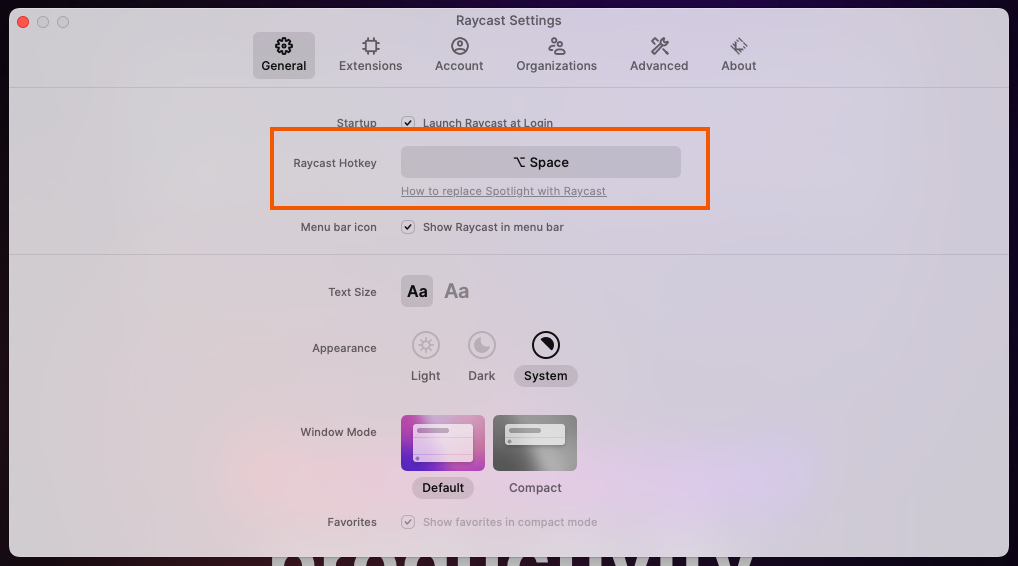 Raycast Settings
General Extensions Account Organizations Advanced About
Startup Launch Raycast at Login
Raycast Hotkey ⌥ Space
How to replace Spotlight with Raycast
Menu bar icon Show Raycast in menu bar
Text Size Aa Aa
Appearance
Light Dark System
Window Mode
Default Compact
Favorites Show favorites in compact mode
productivity